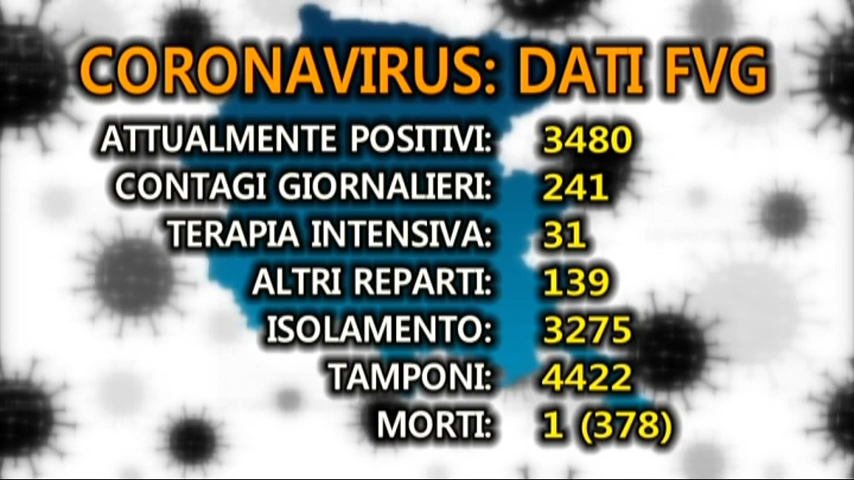 CORONAVIRUS: DATI FVG
ATTUALMENTE POSITIVI: 3480
CONTAGI GIORNALIERI: 241
TERAPIA INTENSIVA: 31
ALTRI REPARTI: 139
ISOLAMENTO: 3275
TAMPONI: 4422
MORTI: 1 (378)